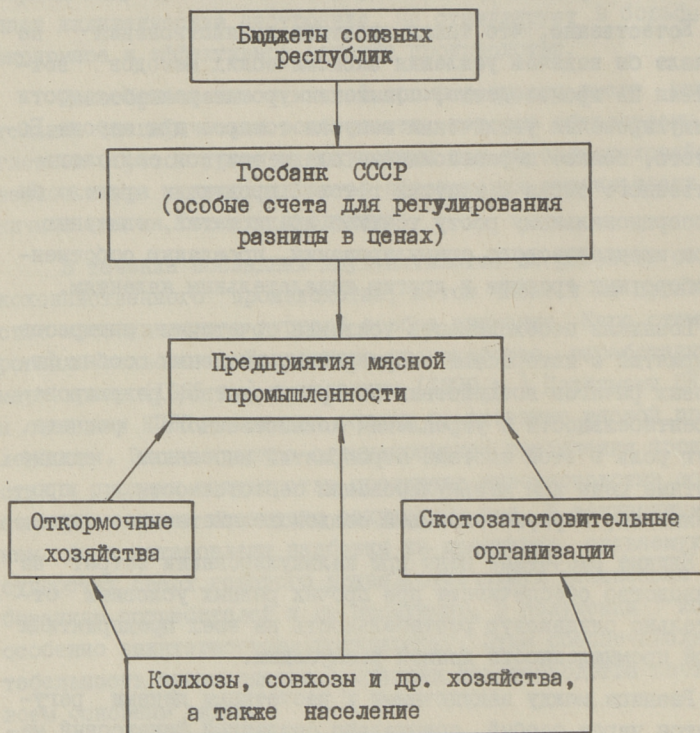 Бюджеты союзных
республик
Госбанк СССР
(особые счета для регулирования
разницы в ценах)
Предприятия мясной
промышленности
Откормочные
хозяйства
Скотозаготовительные
организации
Колхозы, совхозы и др. хозяйства,
а также население